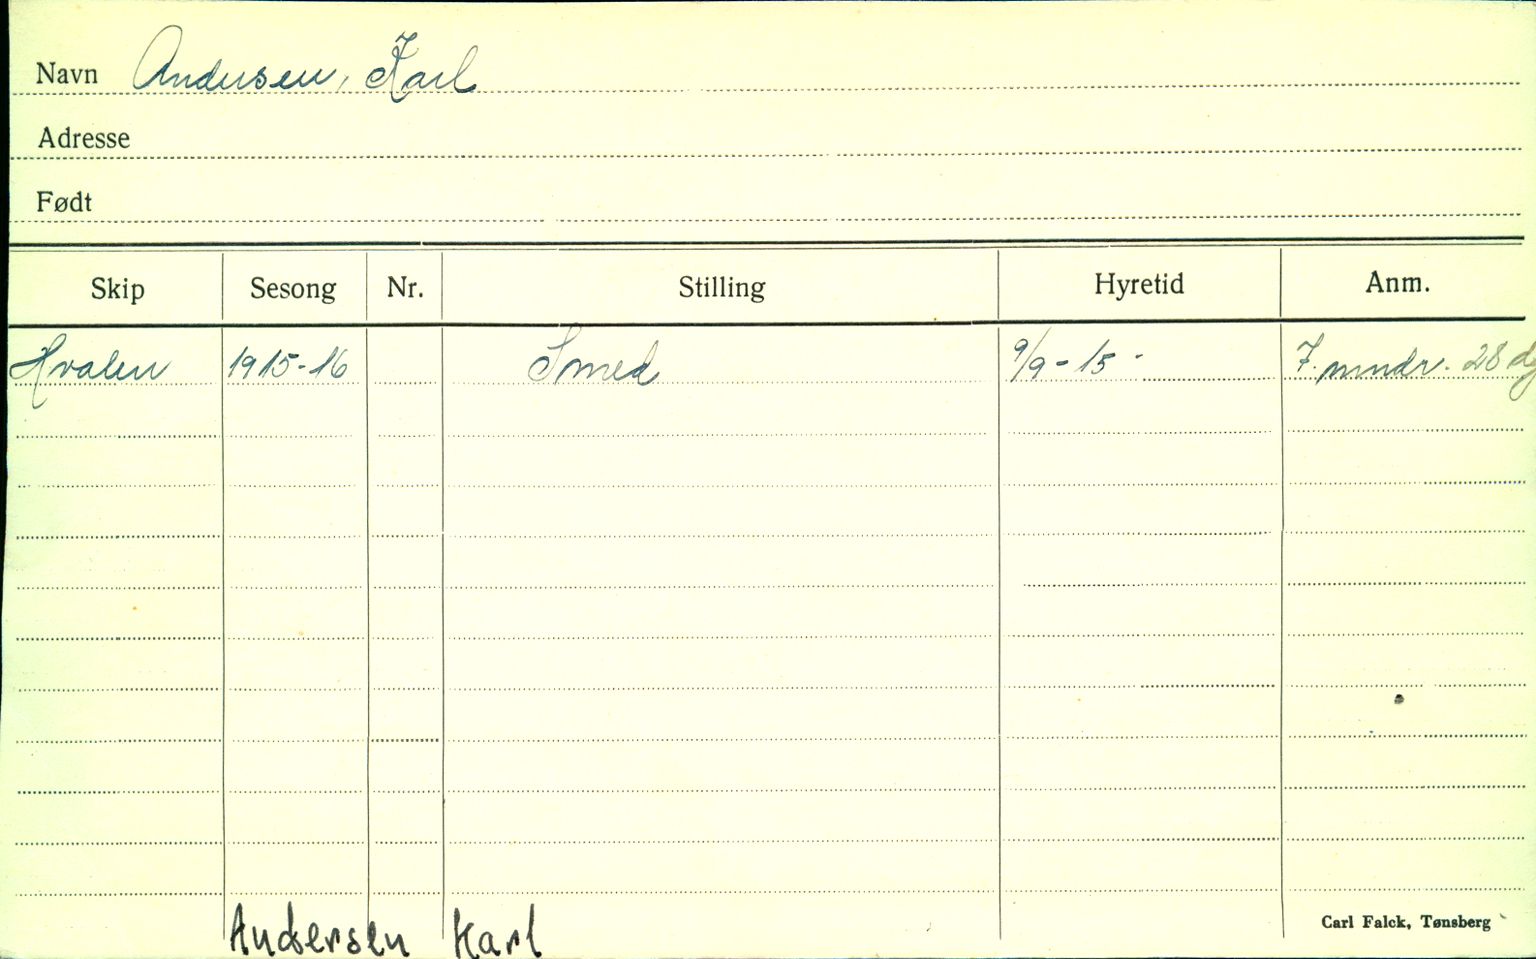 Navn Andersen, Karl
Adresse
Født
Skip Sesong Nr. Stilling Hyretid Anm.
Hvalen 1915-16 Smed 9/9-15- 7 mndr. 28 dg
Carl Falck, Tønsberg
Andersen Karl